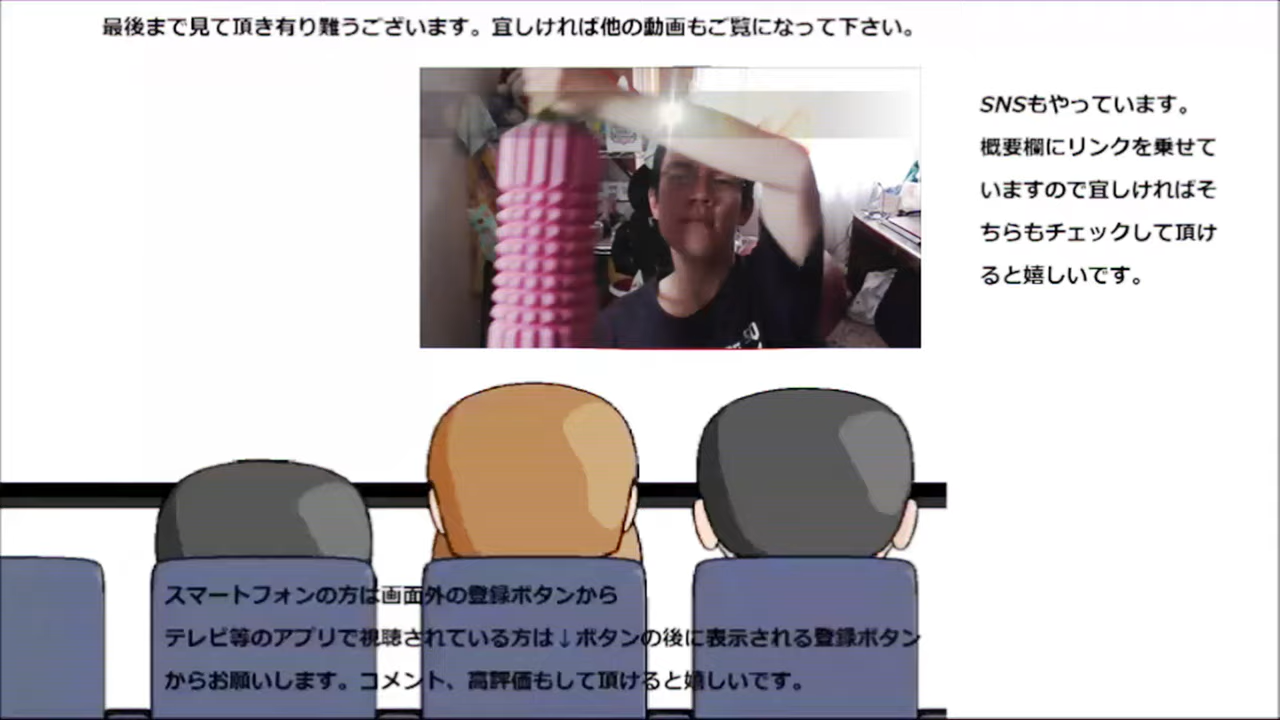 最後まで見て頂き有り難うございます。宜しければ他の動画もご覧になって下さい。
SNSもやっています。
概要欄にリンクを乗せて
いますので宜しければそ
ちらもチェックして頂け
ると嬉しいです。
スマートフォンの方は画面外の登録ボタンから
テレビ等のアプリで視聴されている方は↓ボタンの後に表示される登録ボタン
からお願いします。コメント、高評価もして頂けると嬉しいです。